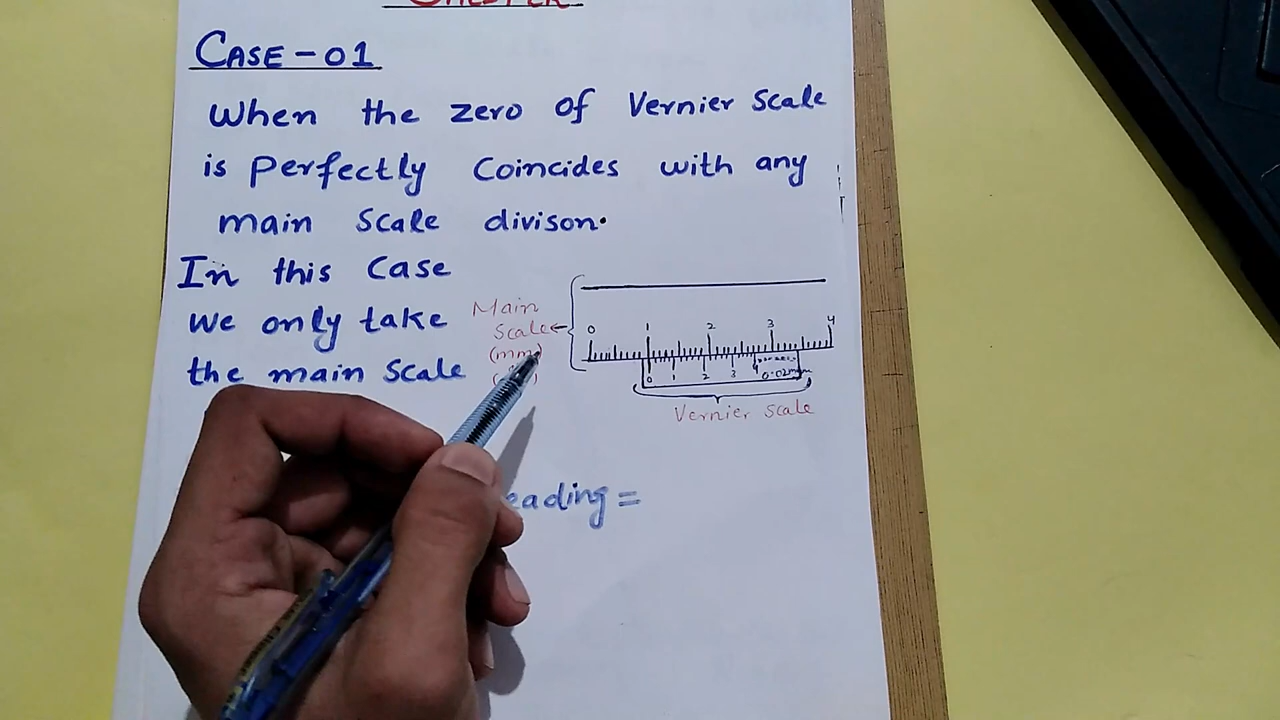 CASE-01
When the zero of Vernier Scale
is Perfectly Coincides with any
main Scale divison.
In this Case
we only take
the main Scale
Main
Scale
(mm)
0 1 2 3 4
0 1 2 3
0.02mm
Vernier Scale
eading =